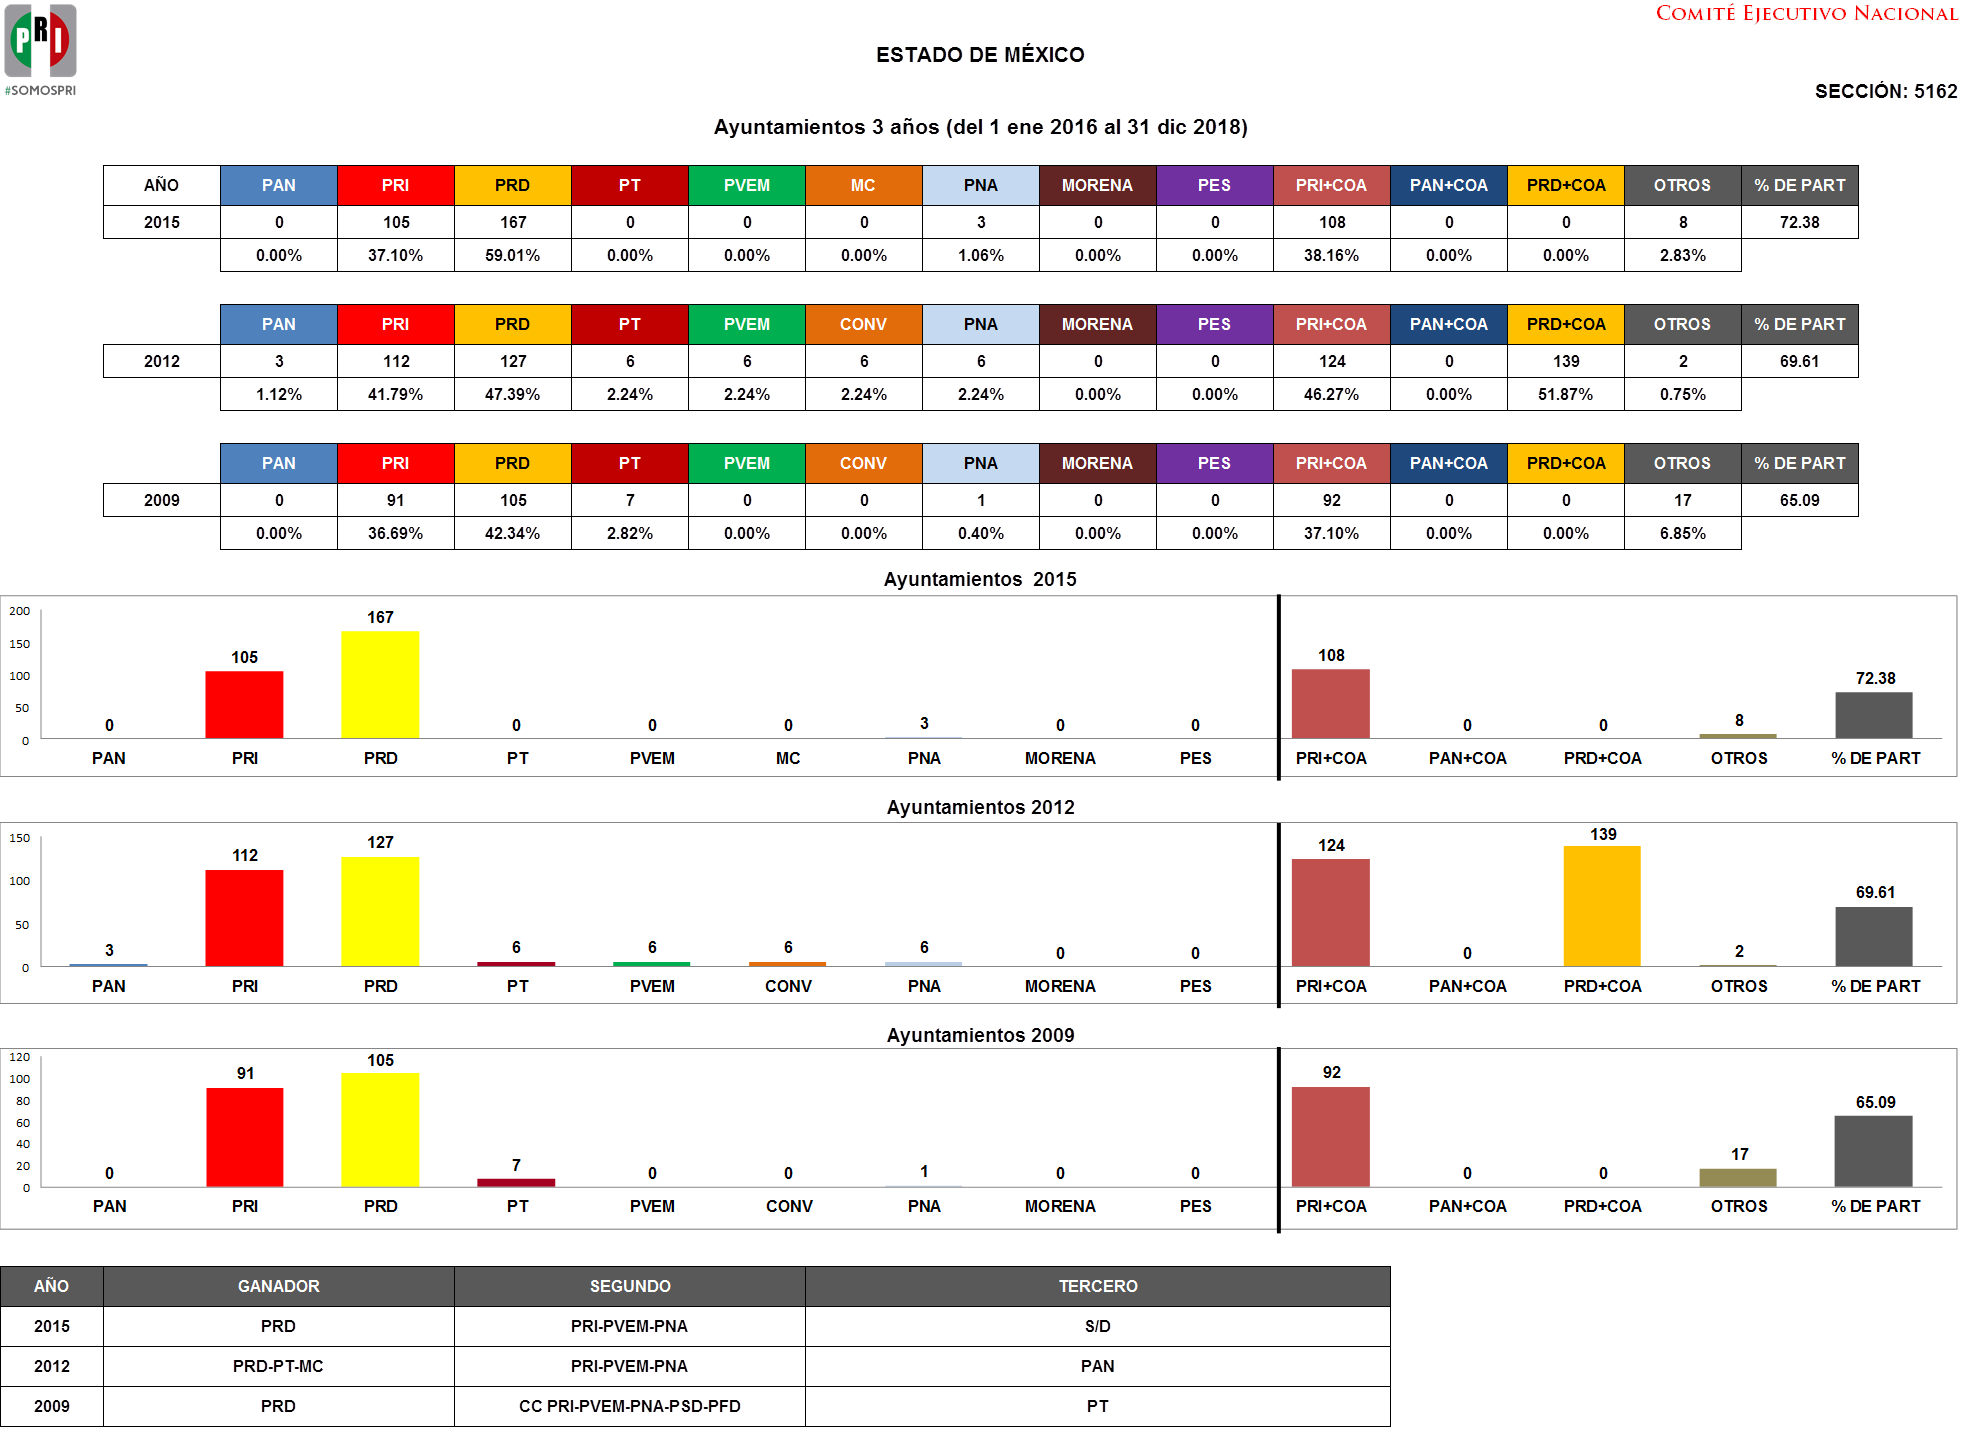 PRI
#SOMOSPRI
COMITÉ EJECUTIVO NACIONAL
ESTADO DE MÉXICO
SECCIÓN: 5162
Ayuntamientos 3 años (del 1 ene 2016 al 31 dic 2018)
AÑO PAN PRI PRD PT PVEM MC PNA MORENA PES PRI+COA PAN+COA PRD+COA OTROS % DE PART
2015 0 105 167 0 0 0 3 0 0 108 0 0 8 72.38
0.00% 37.10% 59.01% 0.00% 0.00% 0.00% 1.06% 0.00% 0.00% 38.16% 0.00% 0.00% 2.83%
PAN PRI PRD PT PVEM CONV PNA MORENA PES PRI+COA PAN+COA PRD+COA OTROS % DE PART
2012 3 112 127 6 6 6 6 0 0 124 0 139 2 69.61
1.12% 41.79% 47.39% 2.24% 2.24% 2.24% 2.24% 0.00% 0.00% 46.27% 0.00% 51.87% 0.75%
PAN PRI PRD PT PVEM CONV PNA MORENA PES PRI+COA PAN+COA PRD+COA OTROS % DE PART
2009 0 91 105 7 0 0 1 0 0 92 0 0 17 65.09
0.00% 36.69% 42.34% 2.82% 0.00% 0.00% 0.40% 0.00% 0.00% 37.10% 0.00% 0.00% 6.85%
Ayuntamientos 2015
200
150
100
50
0
0 105 167 0 0 0 3 0 0 108 0 0 8 72.38
PAN PRI PRD PT PVEM MC PNA MORENA PES PRI+COA PAN+COA PRD+COA OTROS % DE PART
Ayuntamientos 2012
150
100
50
0
3 112 127 6 6 6 6 0 0 124 0 139 2 69.61
PAN PRI PRD PT PVEM CONV PNA MORENA PES PRI+COA PAN+COA PRD+COA OTROS % DE PART
Ayuntamientos 2009
120
100
80
60
40
20
0
0 91 105 7 0 0 1 0 0 92 0 0 17 65.09
PAN PRI PRD PT PVEM CONV PNA MORENA PES PRI+COA PAN+COA PRD+COA OTROS % DE PART
AÑO GANADOR SEGUNDO TERCERO
2015 PRD PRI-PVEM-PNA S/D
2012 PRD-PT-MC PRI-PVEM-PNA PAN
2009 PRD CC PRI-PVEM-PNA-PSD-PFD PT